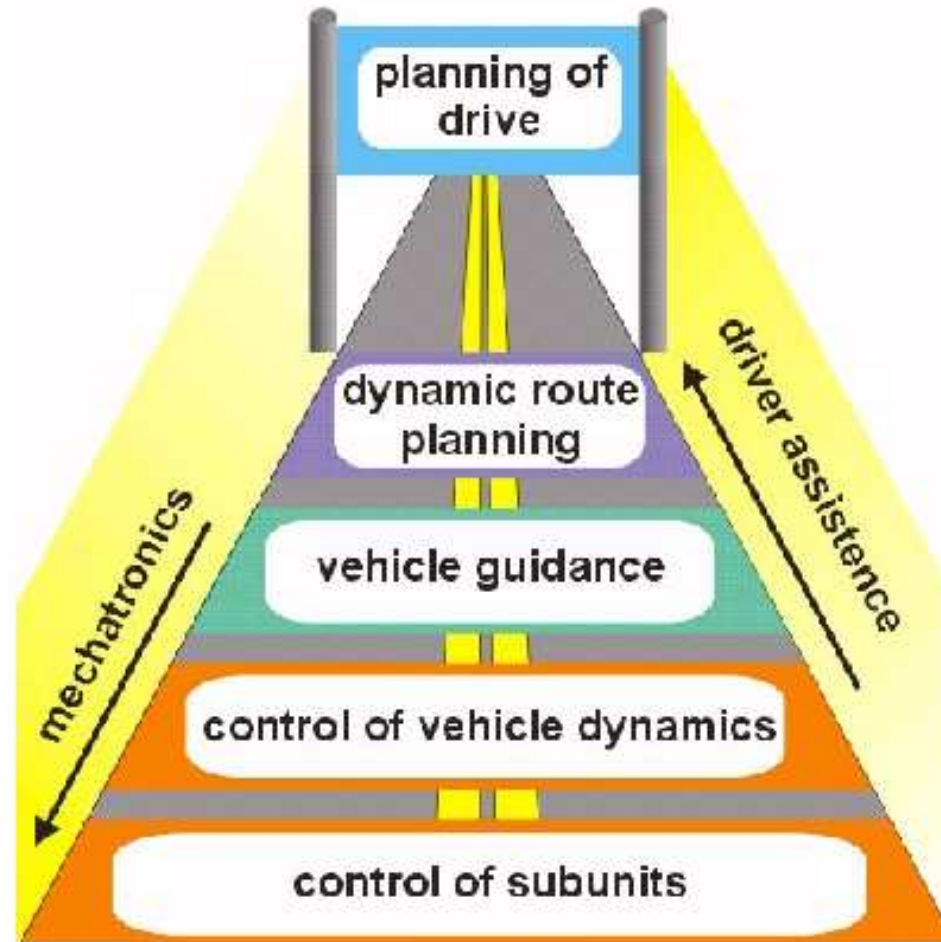 planning of
drive
dynamic route
planning
driver assistence
vehicle guidance
mechatronics
control of vehicle dynamics
control of subunits